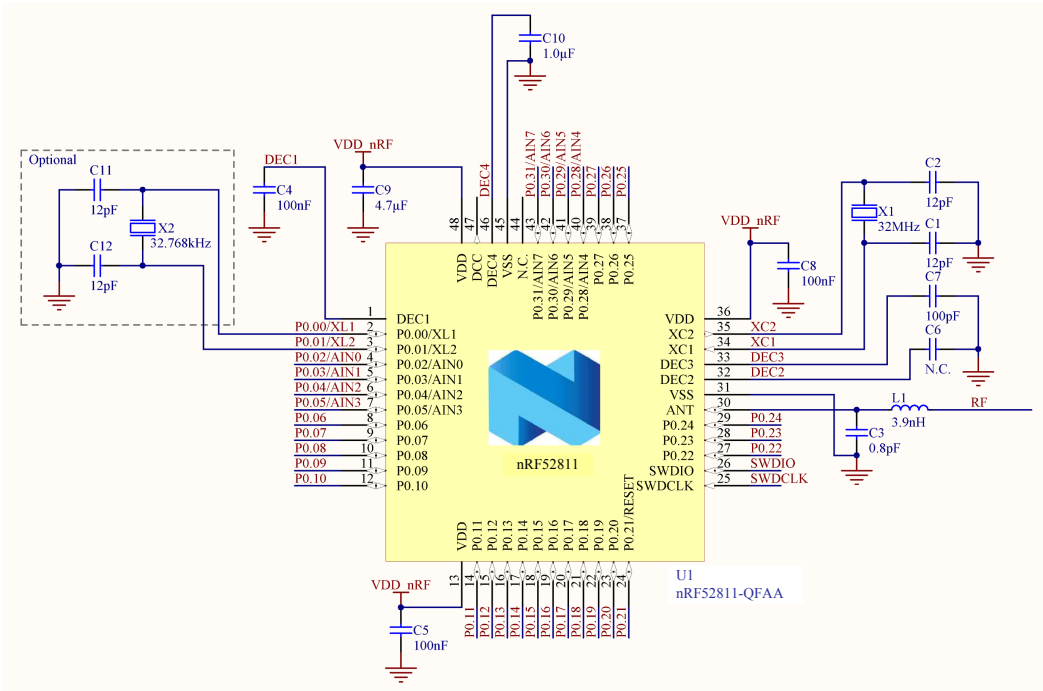 C10
1.0µF
Optional
C11
12pF
X2
32.768kHz
C12
12pF
DEC1
C4
100nF
VDD_nRF
C9
4.7µF
DEC4
P0.31/AIN7
P0.30/AIN6
P0.29/AIN5
P0.28/AIN4
P0.27
P0.26
P0.25
48
47
46
45
44
43
42
41
40
39
38
37
VDD
DCC
DEC4
VSS
N.C.
P0.31/AIN7
P0.30/AIN6
P0.29/AIN5
P0.28/AIN4
P0.27
P0.26
P0.25
VDD_nRF
C8
100nF
C2
12pF
X1
32MHz
C1
12pF
C7
100pF
C6
N.C.
1 DEC1
P0.00/XL1 2 P0.00/XL1
P0.01/XL2 3 P0.01/XL2
P0.02/AIN0 4 P0.02/AIN0
P0.03/AIN1 5 P0.03/AIN1
P0.04/AIN2 6 P0.04/AIN2
P0.05/AIN3 7 P0.05/AIN3
P0.06 8 P0.06
P0.07 9 P0.07
P0.08 10 P0.08
P0.09 11 P0.09
P0.10 12 P0.10
nRF52811
VDD 36
XC2 35 XC2
XC1 34 XC1
DEC3 33 DEC3
DEC2 32 DEC2
VSS 31
ANT 30
P0.24 29 P0.24
P0.23 28 P0.23
P0.22 27 P0.22
SWDIO 26 SWDIO
SWDCLK 25 SWDCLK
L1
3.9nH
RF
C3
0.8pF
VDD
P0.11
P0.12
P0.13
P0.14
P0.15
P0.16
P0.17
P0.18
P0.19
P0.20
P0.21/RESET
13
14
15
16
17
18
19
20
21
22
23
24
P0.11
P0.12
P0.13
P0.14
P0.15
P0.16
P0.17
P0.18
P0.19
P0.20
P0.21
VDD_nRF
C5
100nF
U1
nRF52811-QFAA